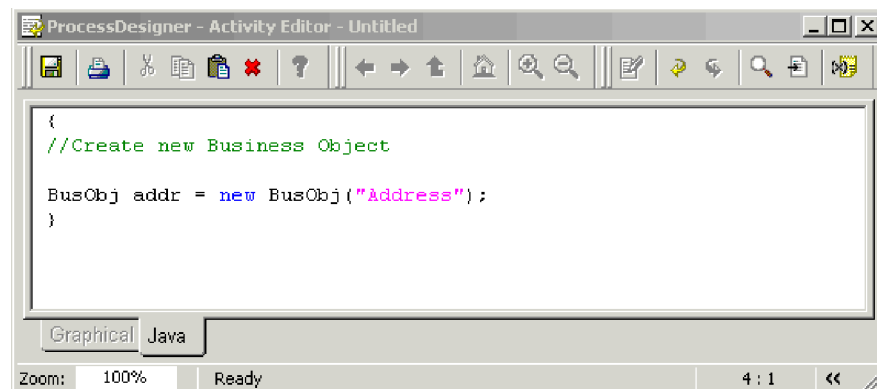 ProcessDesigner - Activity Editor - Untitled
{
//Create new Business Object
BusObj addr = new BusObj("Address");
}
Graphical Java
Zoom: 100% Ready 4 : 1 <<